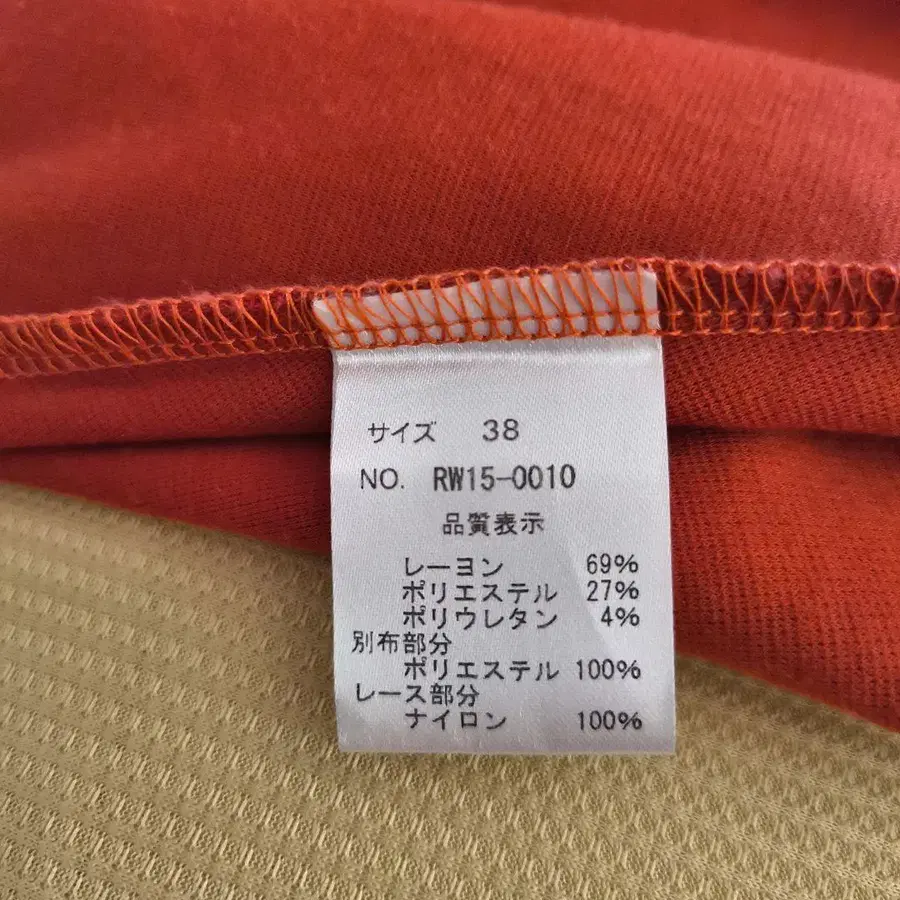 サイズ 38
NO. RW15-0010
品質表示
レーヨン 69%
ポリエステル 27%
ポリウレタン 4%
別布部分
ポリエステル 100%
レース部分
ナイロン 100%